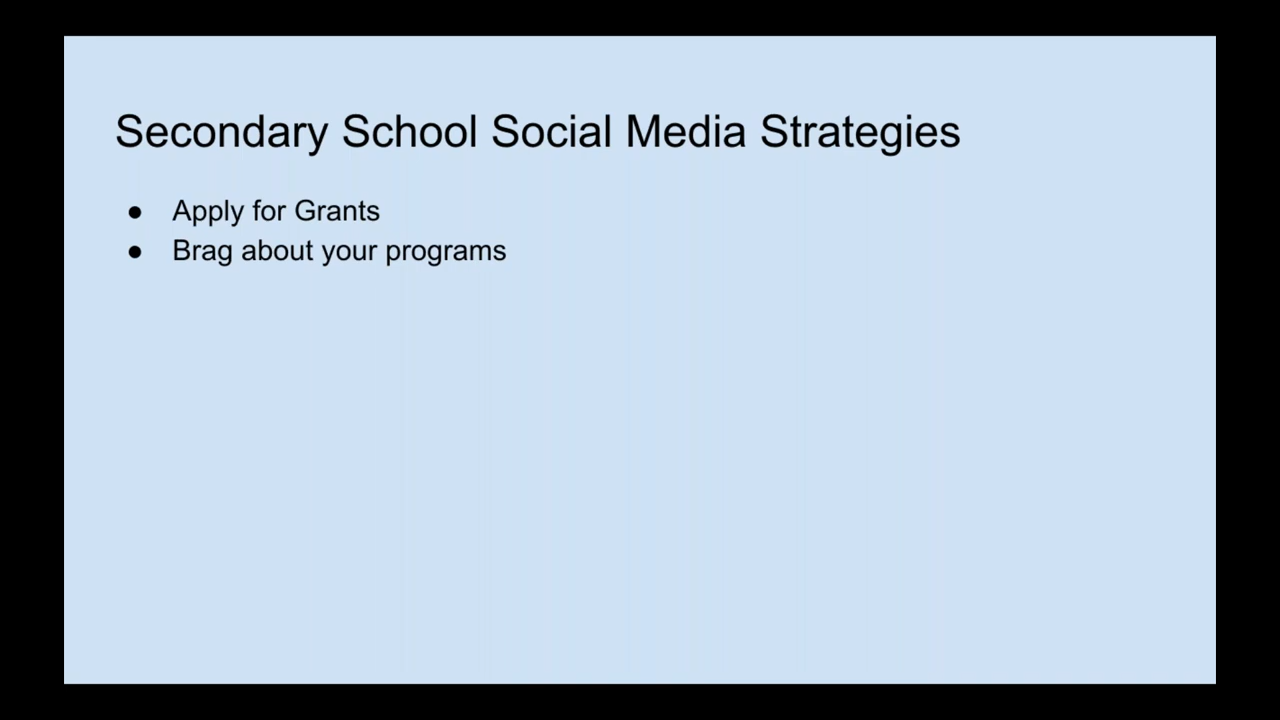 Secondary School Social Media Strategies
● Apply for Grants
● Brag about your programs